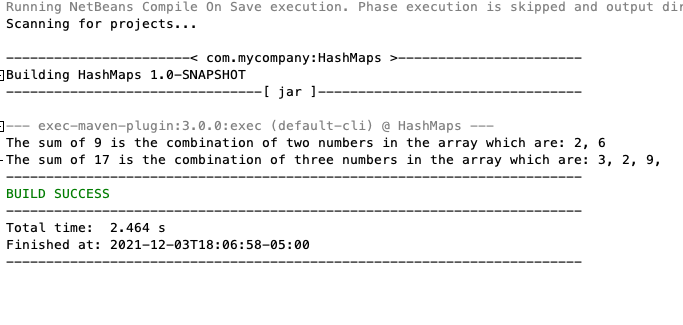 Running NetBeans Compile On Save execution. Phase execution is skipped and output dir
Scanning for projects...
-----------------------< com.mycompany:HashMaps >-----------------------
Building HashMaps 1.0-SNAPSHOT
--------------------------------[ jar ]---------------------------------
--- exec-maven-plugin:3.0.0:exec (default-cli) @ HashMaps ---
The sum of 9 is the combination of two numbers in the array which are: 2, 6
The sum of 17 is the combination of three numbers in the array which are: 3, 2, 9,
------------------------------------------------------------------------
BUILD SUCCESS
------------------------------------------------------------------------
Total time:  2.464 s
Finished at: 2021-12-03T18:06:58-05:00
------------------------------------------------------------------------